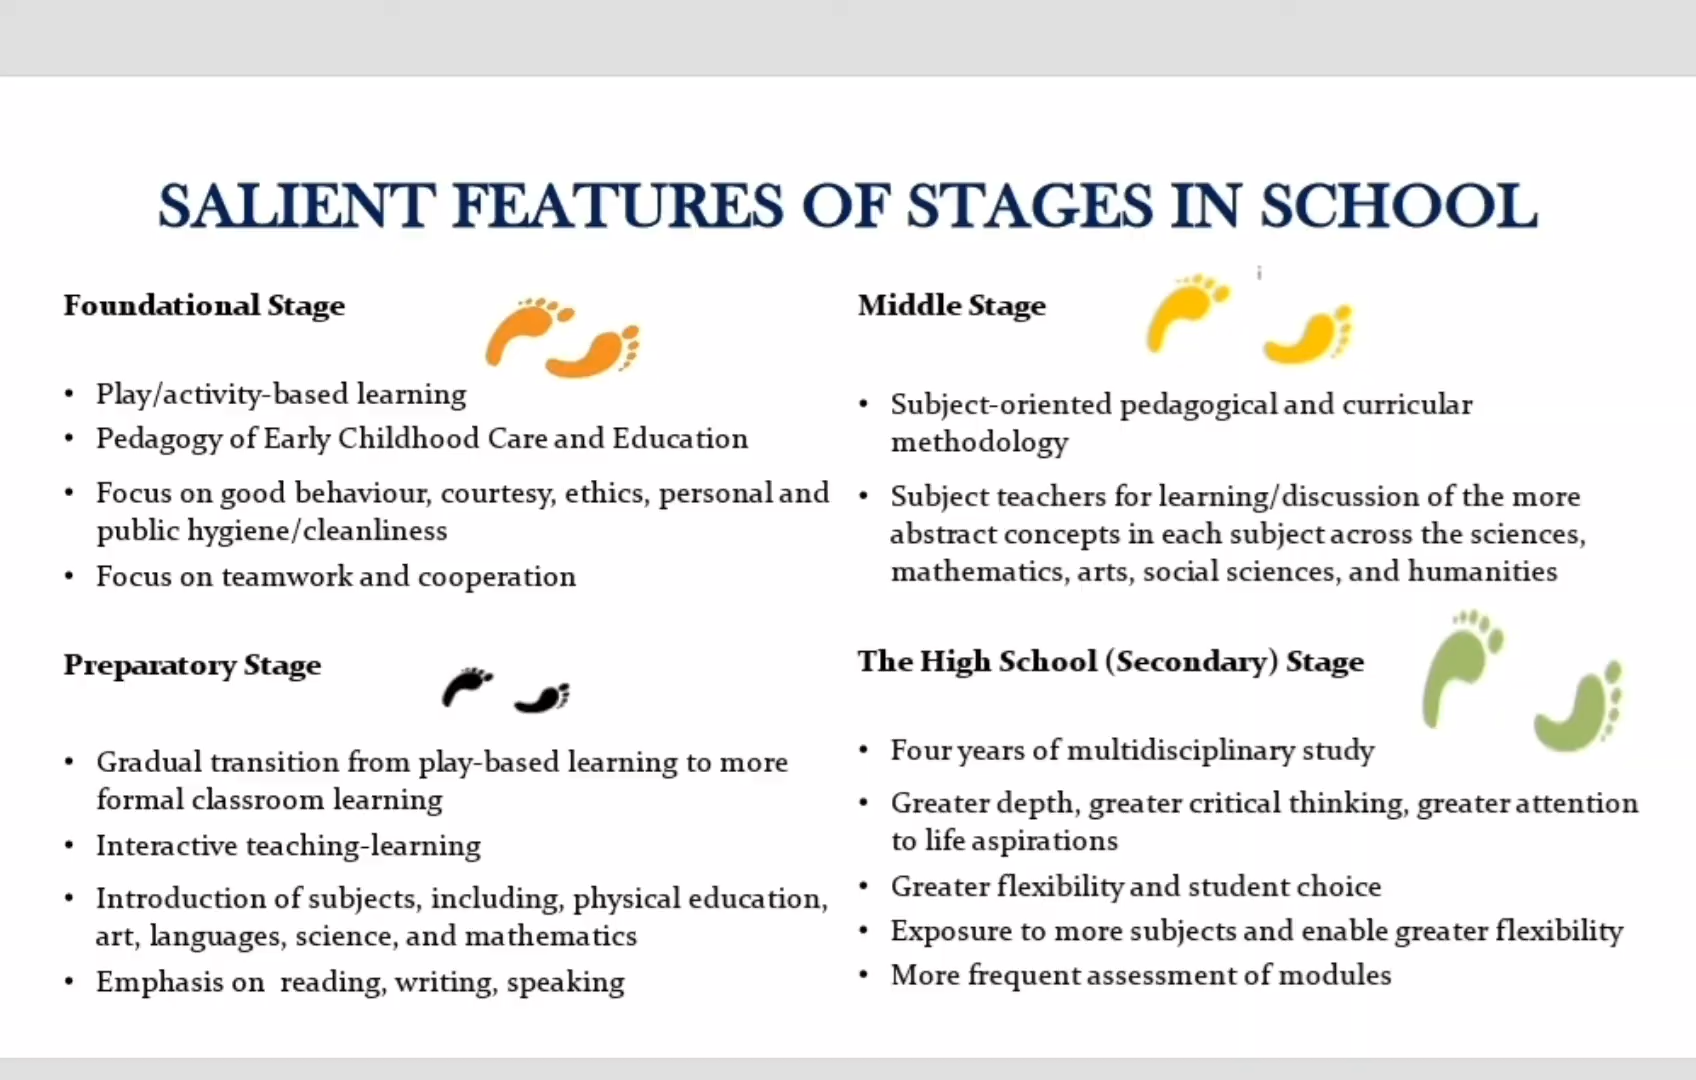 SALIENT FEATURES OF STAGES IN SCHOOL
Foundational Stage
• Play/activity-based learning
• Pedagogy of Early Childhood Care and Education
• Focus on good behaviour, courtesy, ethics, personal and
public hygiene/cleanliness
• Focus on teamwork and cooperation
Preparatory Stage
• Gradual transition from play-based learning to more
formal classroom learning
• Interactive teaching-learning
• Introduction of subjects, including, physical education,
art, languages, science, and mathematics
• Emphasis on reading, writing, speaking
Middle Stage
• Subject-oriented pedagogical and curricular
methodology
• Subject teachers for learning/discussion of the more
abstract concepts in each subject across the sciences,
mathematics, arts, social sciences, and humanities
The High School (Secondary) Stage
• Four years of multidisciplinary study
• Greater depth, greater critical thinking, greater attention
to life aspirations
• Greater flexibility and student choice
• Exposure to more subjects and enable greater flexibility
• More frequent assessment of modules